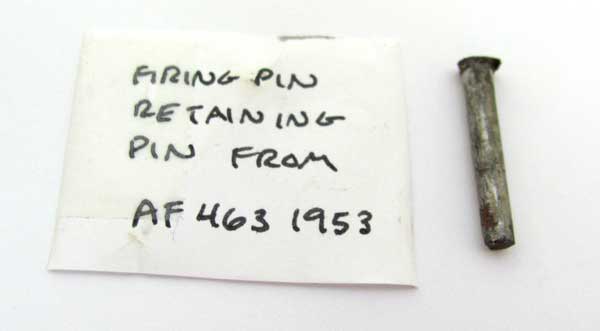 FIRING PIN
RETAINING
PIN FROM
AF 463 1953